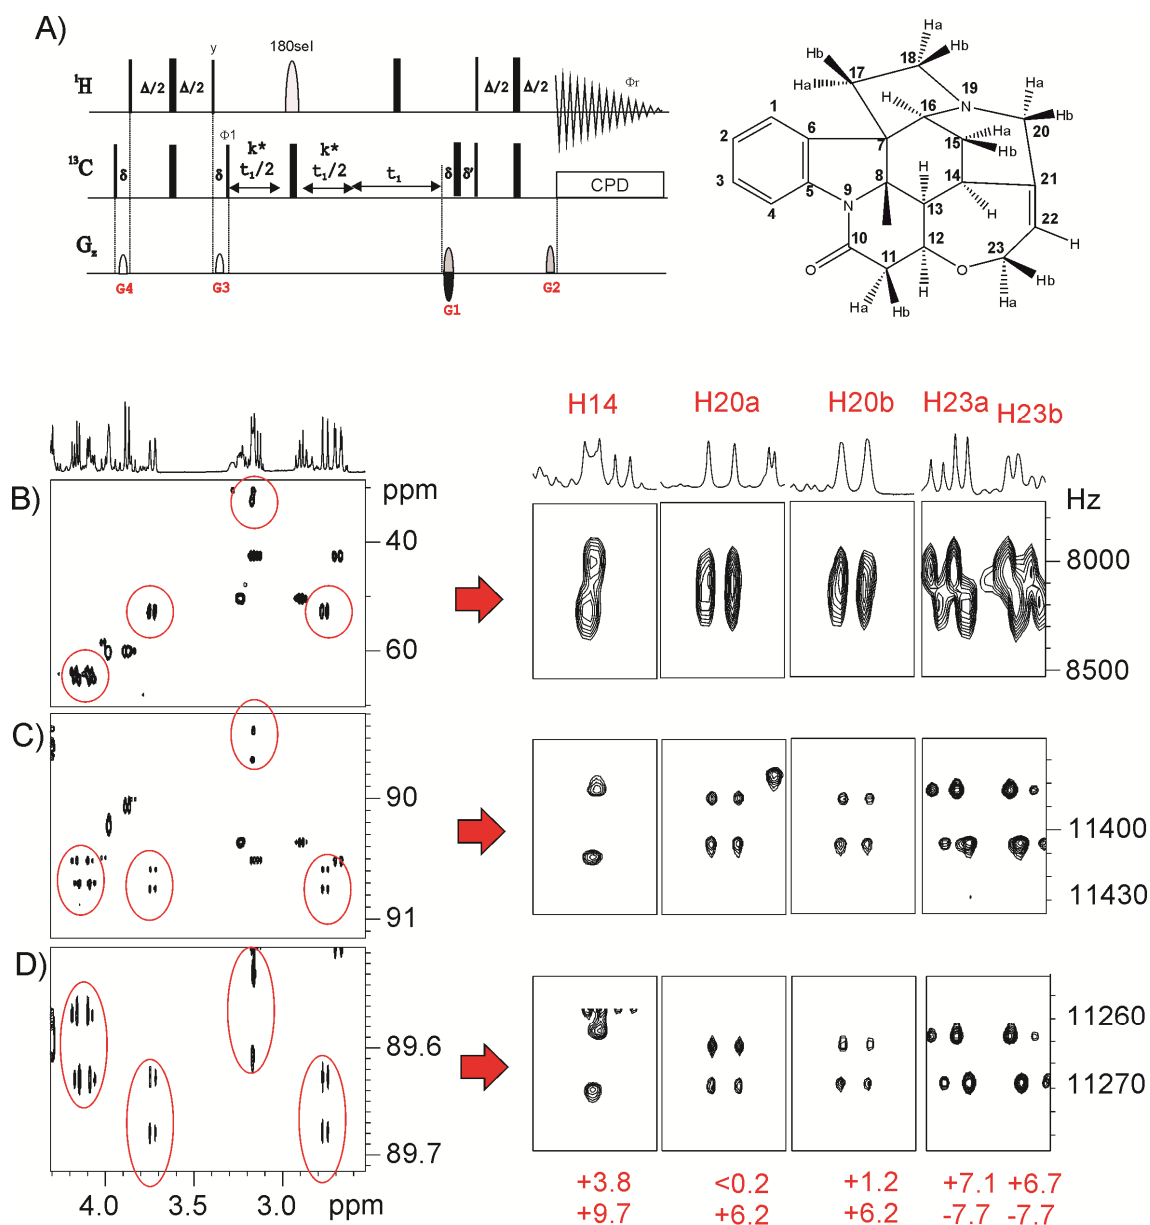 A)
y
180sel
¹H
Δ/2
Δ/2
Δ/2
Δ/2
Φr
Φ1
¹³C
δ
δ
k*
t₁/2
k*
t₁/2
t₁
δ
δ'
CPD
G_z
G4
G3
G1
G2
Ha
Hb
18
Hb
17
Ha
Ha
19
N
Hb
20
H
16
1
6
2
7
15
Ha
Hb
3
5
9
N
8
H
14
21
4
13
H
22
10
12
23
H
O
11
O
H
Ha
Hb
Ha
Hb
H14
H20a
H20b
H23a
H23b
B)
ppm
40
60
Hz
8000
8500
C)
90
91
11400
11430
D)
89.6
89.7
11260
11270
4.0
3.5
3.0
ppm
+3.8
<0.2
+1.2
+7.1
+6.7
+9.7
+6.2
+6.2
-7.7
-7.7